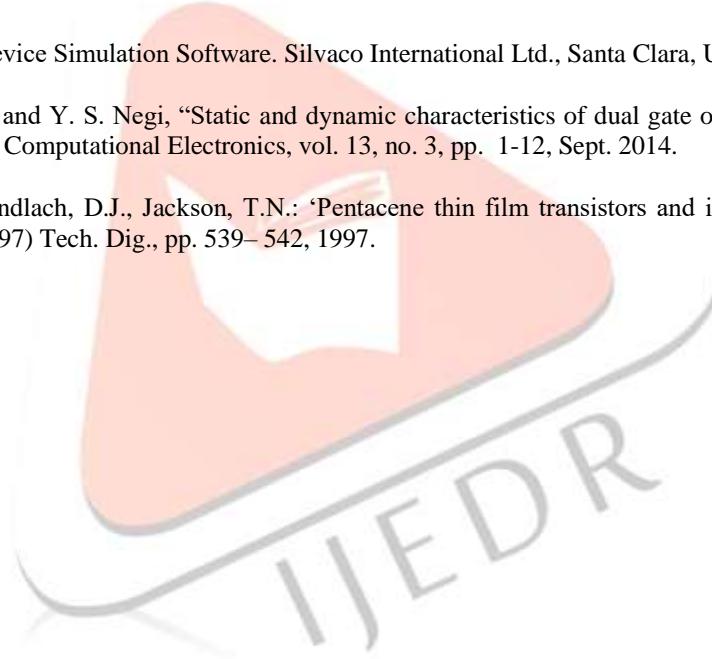 evice Simulation Software. Silvaco International Ltd., Santa Clara,
and Y. S. Negi, “Static and dynamic characteristics of dual gate
Computational Electronics, vol. 13, no. 3, pp. 1-12, Sept. 2014.
ndlach, D.J., Jackson, T.N.: ‘Pentacene thin film transistors and
97) Tech. Dig., pp. 539– 542, 1997.
IJEDR